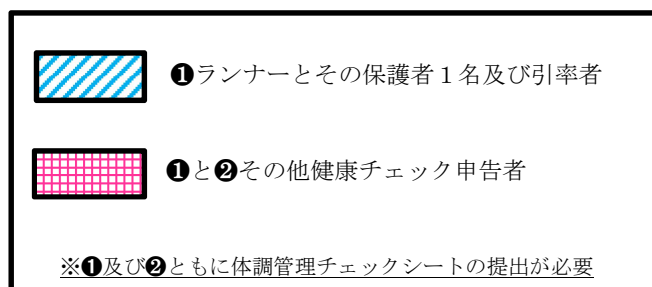 ❶ランナーとその保護者１名及び引率者
❶と❷その他健康チェック申告者
※❶及び❷ともに体調管理チェックシートの提出が必要